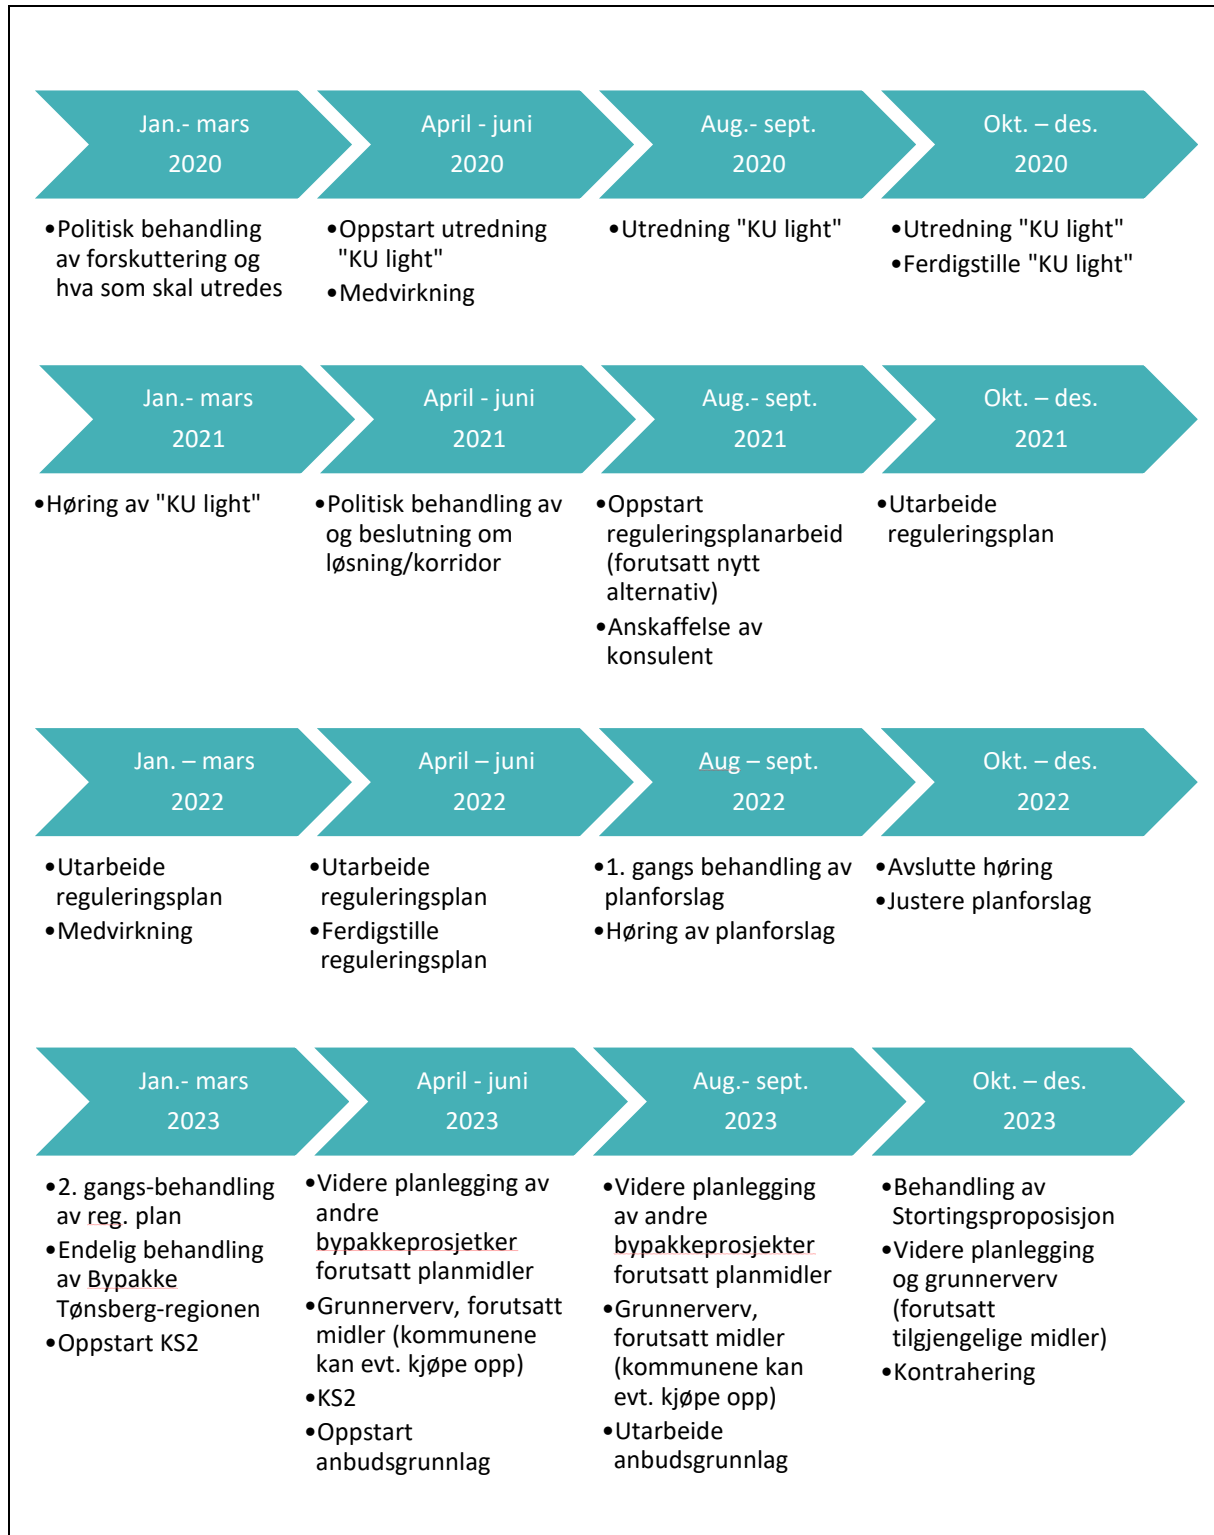 Jan.- mars
2020
April - juni
2020
Aug.- sept.
2020
Okt. – des.
2020
•Politisk behandling
av forskuttering og
hva som skal utredes
•Oppstart utredning
"KU light"
•Medvirkning
•Utredning "KU light"
•Utredning "KU light"
•Ferdigstille "KU light"
Jan.- mars
2021
April - juni
2021
Aug.- sept.
2021
Okt. – des.
2021
•Høring av "KU light"
•Politisk behandling av
og beslutning om
løsning/korridor
•Oppstart
reguleringsplanarbeid
(forutsatt nytt
alternativ)
•Anskaffelse av
konsulent
•Utarbeide
reguleringsplan
Jan. – mars
2022
April – juni
2022
Aug – sept.
2022
Okt. – des.
2022
•Utarbeide
reguleringsplan
•Medvirkning
•Utarbeide
reguleringsplan
•Ferdigstille
reguleringsplan
•1. gangs behandling av
planforslag
•Høring av planforslag
•Avslutte høring
•Justere planforslag
Jan.- mars
2023
April - juni
2023
Aug.- sept.
2023
Okt. – des.
2023
•2. gangs-behandling
av reg. plan
•Endelig behandling
av Bypakke
Tønsberg-regionen
•Oppstart KS2
•Videre planlegging av
andre
bypakkeprosjetker
forutsatt planmidler
•Grunnerverv, forutsatt
midler (kommunene
kan evt. kjøpe opp)
•KS2
•Oppstart
anbudsgrunnlag
•Videre planlegging
av andre
bypakkeprosjekter
forutsatt planmidler
•Grunnerverv,
forutsatt midler
(kommunene kan
evt. kjøpe opp)
•Utarbeide
anbudsgrunnlag
•Behandling av
Stortingsproposisjon
•Videre planlegging
og grunnerverv
(forutsatt
tilgjengelige midler)
•Kontrahering